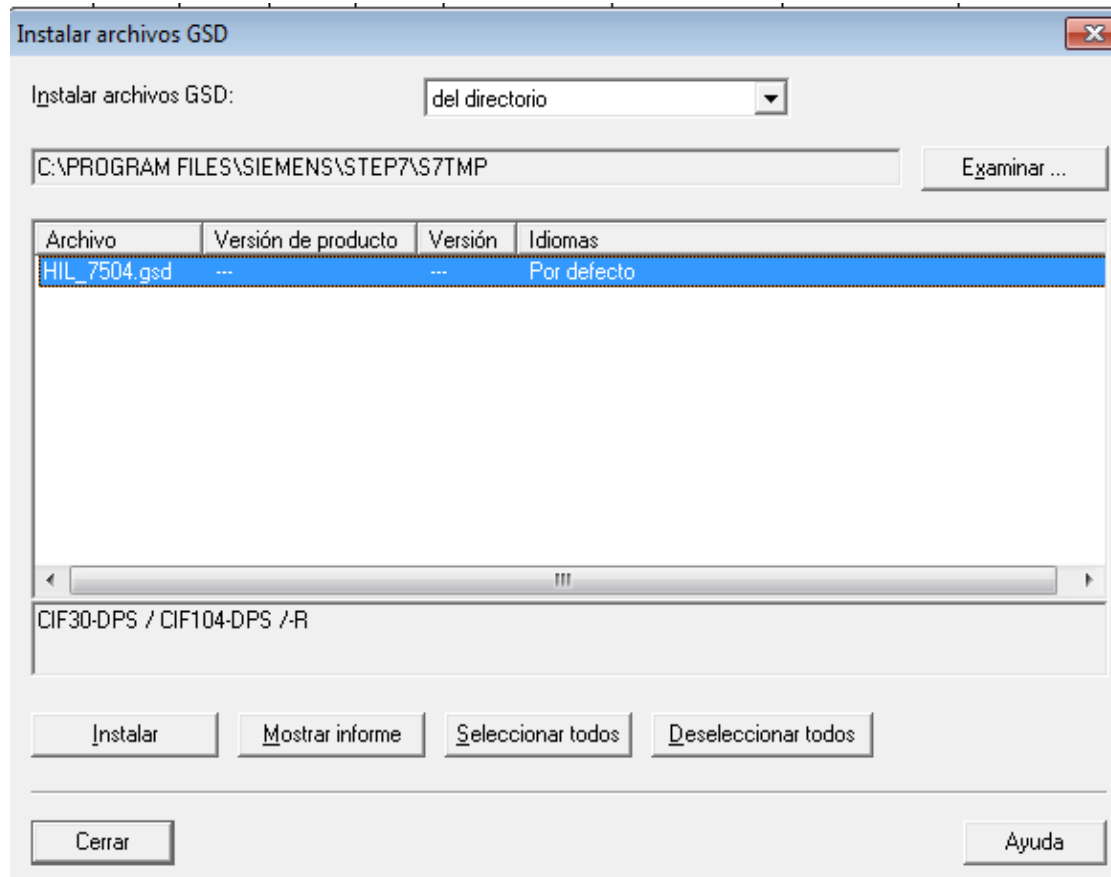 Instalar archivos GSD
Instalar archivos GSD: del directorio
C:\PROGRAM FILES\SIEMENS\STEP7\S7TMP Examinar ...
Archivo Versión de producto Versión Idiomas
HIL_7504.gsd --- --- Por defecto
CIF30-DPS / CIF104-DPS /-R
Instalar Mostrar informe Seleccionar todos Deseleccionar todos
Cerrar Ayuda